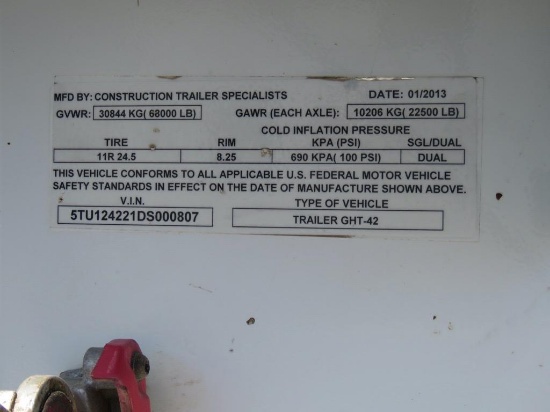 MFD BY: CONSTRUCTION TRAILER SPECIALISTS DATE: 01/2013
GVWR: 30844 KG( 68000 LB) GAWR (EACH AXLE): 10206 KG( 22500 LB)
COLD INFLATION PRESSURE
TIRE RIM KPA (PSI) SGL/DUAL
11R 24.5 8.25 690 KPA( 100 PSI) DUAL
THIS VEHICLE CONFORMS TO ALL APPLICABLE U.S. FEDERAL MOTOR VEHICLE
SAFETY STANDARDS IN EFFECT ON THE DATE OF MANUFACTURE SHOWN ABOVE.
V.I.N. TYPE OF VEHICLE
5TU124221DS000807 TRAILER GHT-42